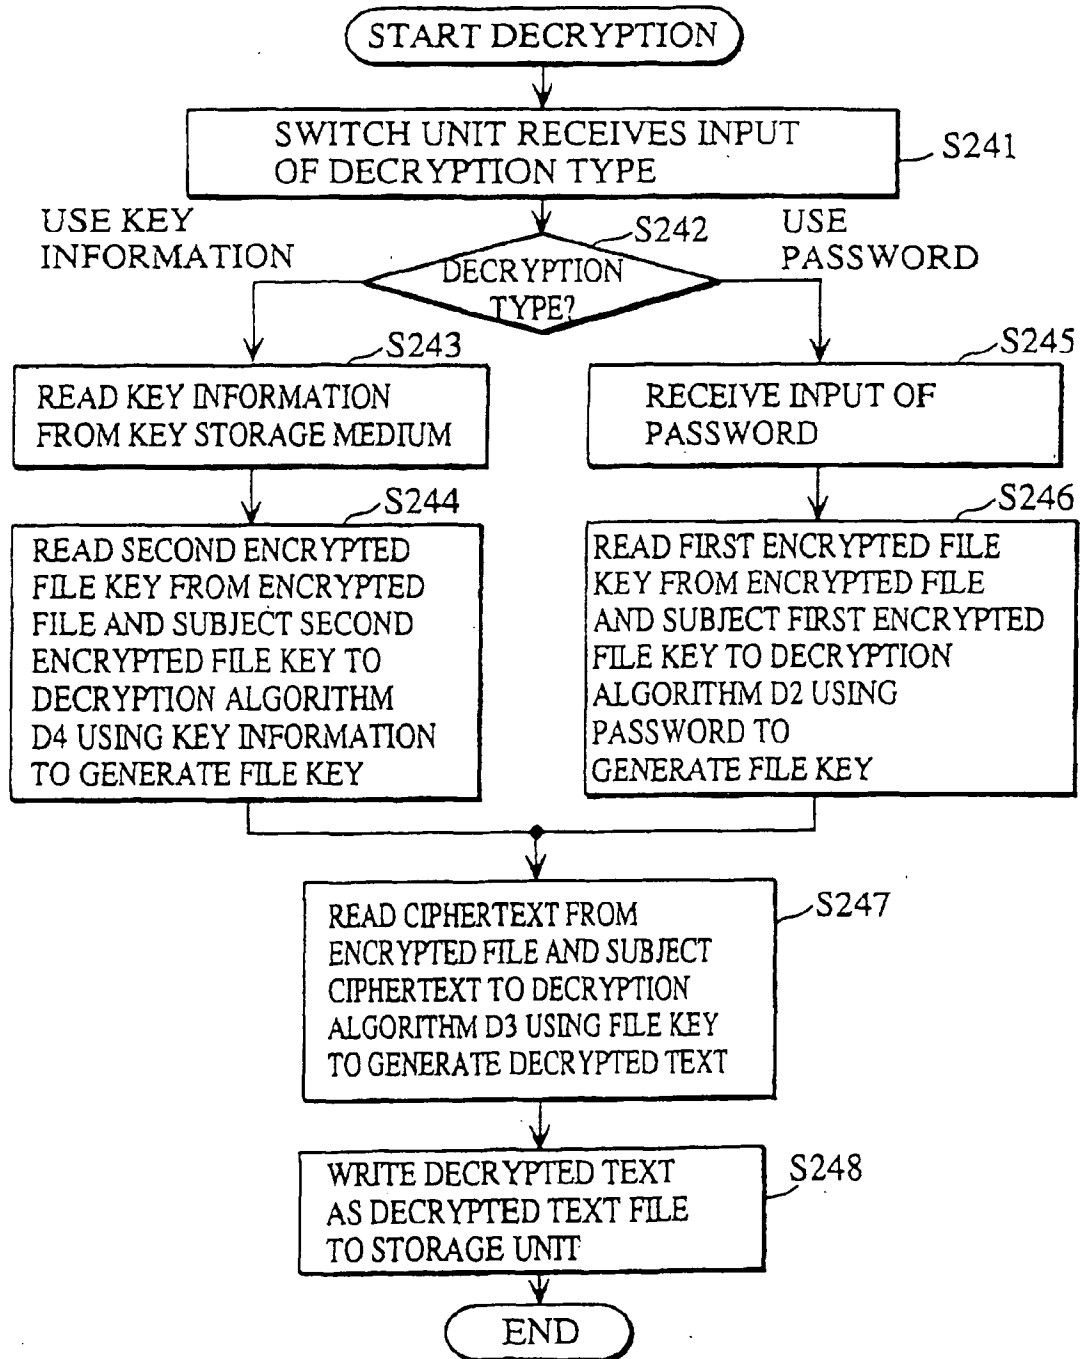 START DECRYPTION
SWITCH UNIT RECEIVES INPUT
OF DECRYPTION TYPE
S241
USE KEY
INFORMATION
S242
USE
PASSWORD
DECRYPTION
TYPE?
S243
READ KEY INFORMATION
FROM KEY STORAGE MEDIUM
S245
RECEIVE INPUT OF
PASSWORD
S244
READ SECOND ENCRYPTED
FILE KEY FROM ENCRYPTED
FILE AND SUBJECT SECOND
ENCRYPTED FILE KEY TO
DECRYPTION ALGORITHM
D4 USING KEY INFORMATION
TO GENERATE FILE KEY
S246
READ FIRST ENCRYPTED FILE
KEY FROM ENCRYPTED FILE
AND SUBJECT FIRST ENCRYPTED
FILE KEY TO DECRYPTION
ALGORITHM D2 USING
PASSWORD TO
GENERATE FILE KEY
S247
READ CIPHERTEXT FROM
ENCRYPTED FILE AND SUBJECT
CIPHERTEXT TO DECRYPTION
ALGORITHM D3 USING FILE KEY
TO GENERATE DECRYPTED TEXT
S248
WRITE DECRYPTED TEXT
AS DECRYPTED TEXT FILE
TO STORAGE UNIT
END